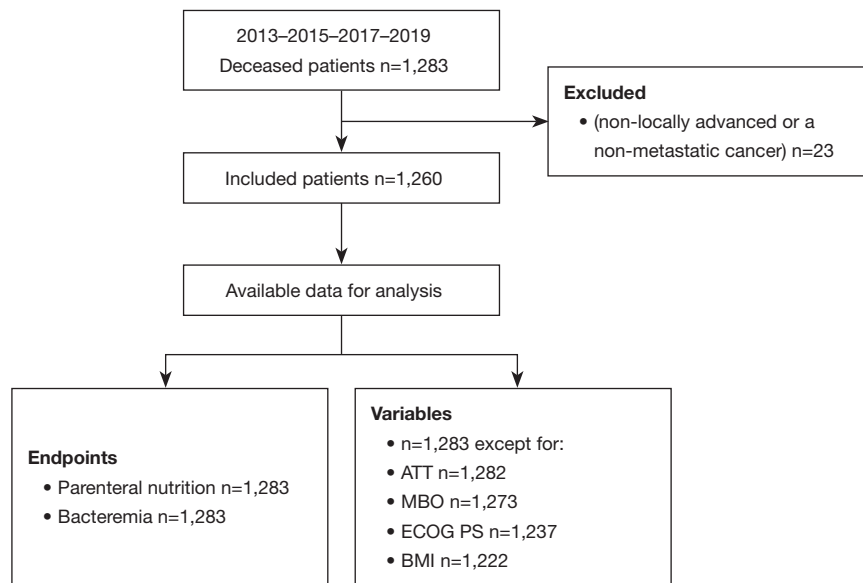 2013–2015–2017–2019
Deceased patients n=1,283
Excluded
• (non-locally advanced or a
non-metastatic cancer) n=23
Included patients n=1,260
Available data for analysis
Endpoints
• Parenteral nutrition n=1,283
• Bacteremia n=1,283
Variables
• n=1,283 except for:
• ATT n=1,282
• MBO n=1,273
• ECOG PS n=1,237
• BMI n=1,222